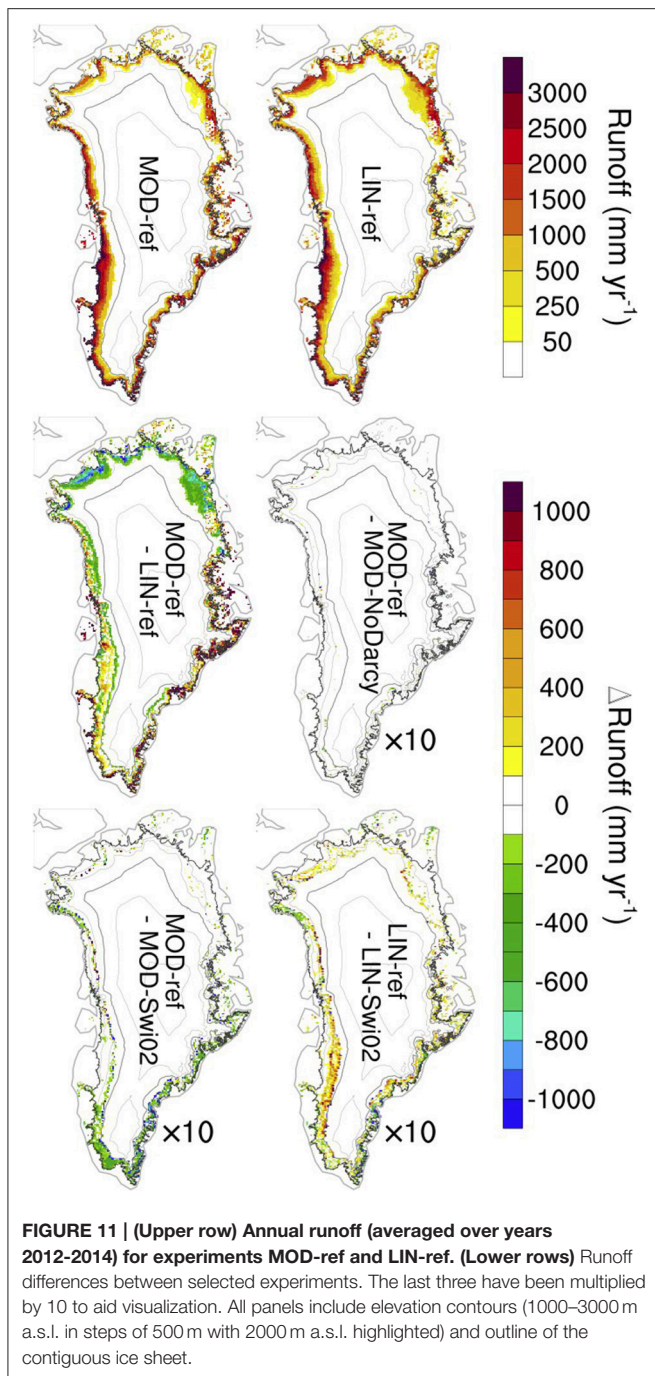 MOD-ref
LIN-ref
3000
2500
2000
1500
1000
500
250
50
Runoff (mm yr⁻¹)
MOD-ref
- LIN-ref
MOD-ref
- MOD-NoDarcy
×10
MOD-ref
- MOD-Swi02
×10
LIN-ref
- LIN-Swi02
×10
1000
800
600
400
200
0
-200
-400
-600
-800
-1000
△Runoff (mm yr⁻¹)
FIGURE 11 | (Upper row) Annual runoff (averaged over years
2012-2014) for experiments MOD-ref and LIN-ref. (Lower rows) Runoff
differences between selected experiments. The last three have been multiplied
by 10 to aid visualization. All panels include elevation contours (1000–3000 m
a.s.l. in steps of 500 m with 2000 m a.s.l. highlighted) and outline of the
contiguous ice sheet.